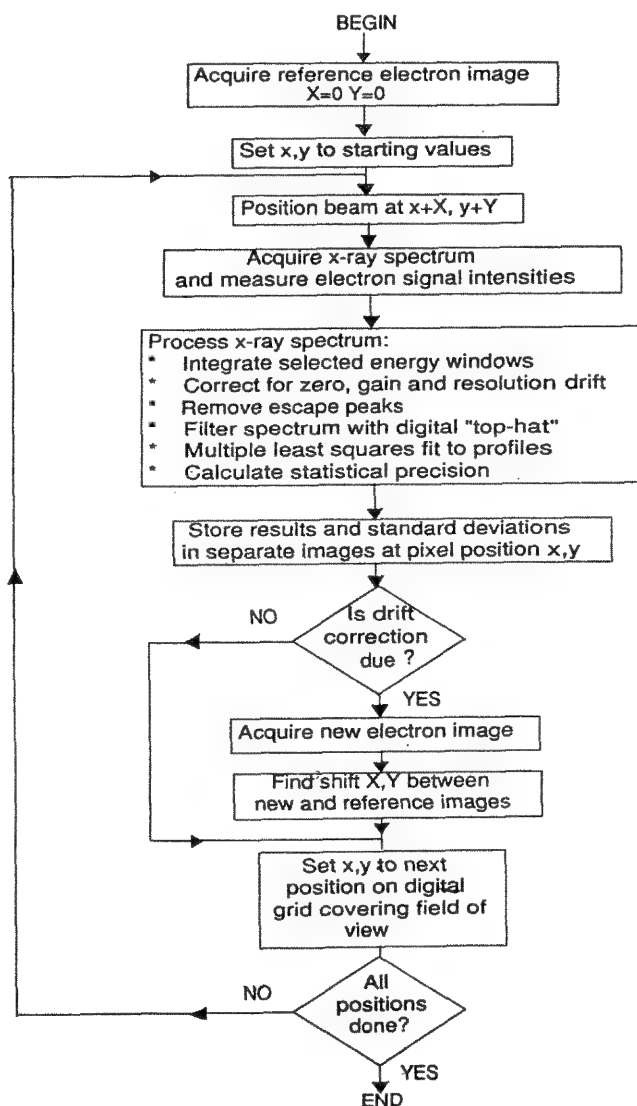 BEGIN
Acquire reference electron image
X=0 Y=0
Set x,y to starting values
Position beam at x+X, y+Y
Acquire x-ray spectrum
and measure electron signal intensities
Process x-ray spectrum:
* Integrate selected energy windows
* Correct for zero, gain and resolution drift
* Remove escape peaks
* Filter spectrum with digital "top-hat"
* Multiple least squares fit to profiles
* Calculate statistical precision
Store results and standard deviations
in separate images at pixel position x,y
NO
Is drift
correction
due ?
YES
Acquire new electron image
Find shift X,Y between
new and reference images
Set x,y to next
position on digital
grid covering field of
view
NO
All
positions
done?
YES
END